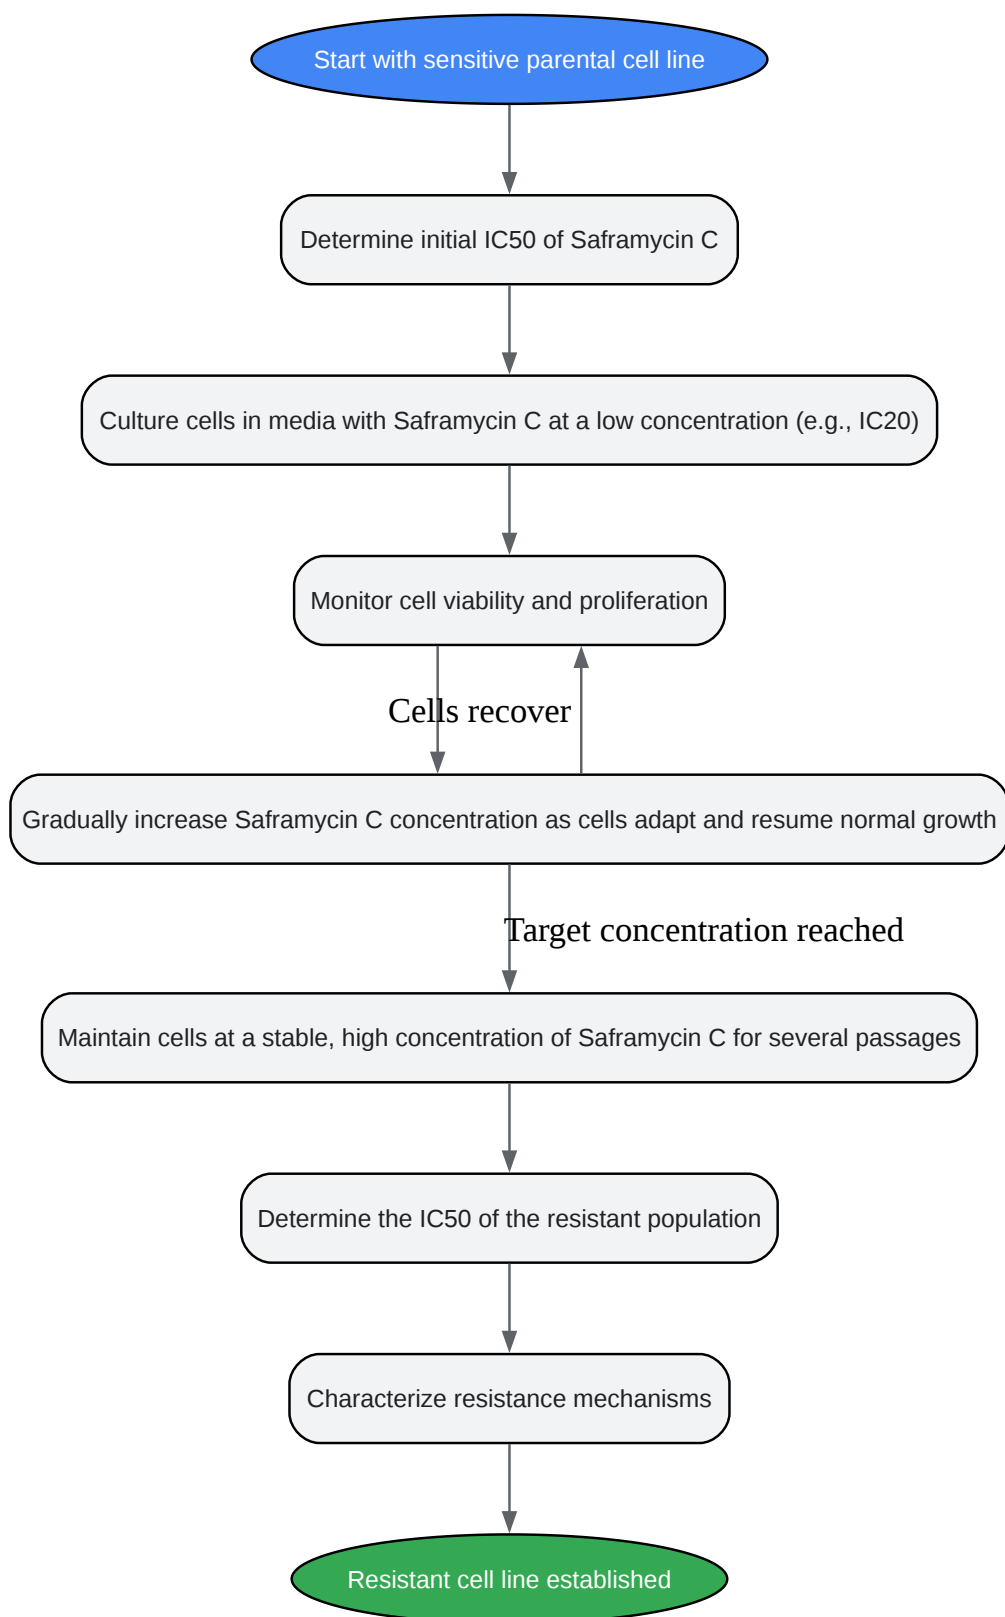 Start with sensitive parental cell line
Determine initial IC50 of Saframycin C
Culture cells in media with Saframycin C at a low concentration (e.g., IC20)
Monitor cell viability and proliferation
Cells recover
Gradually increase Saframycin C concentration as cells adapt and resume normal growth
Target concentration reached
Maintain cells at a stable, high concentration of Saframycin C for several passages
Determine the IC50 of the resistant population
Characterize resistance mechanisms
Resistant cell line established